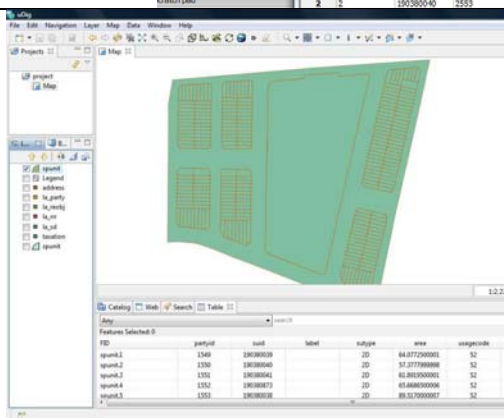 2 2 190380040 2553
uDig
File Edit Navigation Layer Map Data Window Help
Projects
Map
project
Map
spunit
Legend
address
la_party
la_rrr
taxation
spunit
Catalog Web Search Table
Any
search
Features Selected: 0
FID partyid suid label sutype area usagecode
spunit.1 1549 190380039 2D 64.0772500001 52
spunit.2 1550 190380040 2D 57.3777999998 52
spunit.3 1551 190380041 2D 61.8919500001 52
spunit.4 1552 190380873 2D 65.6686500006 52
spunit.5 1553 190380038 2D 89.5170000007 52